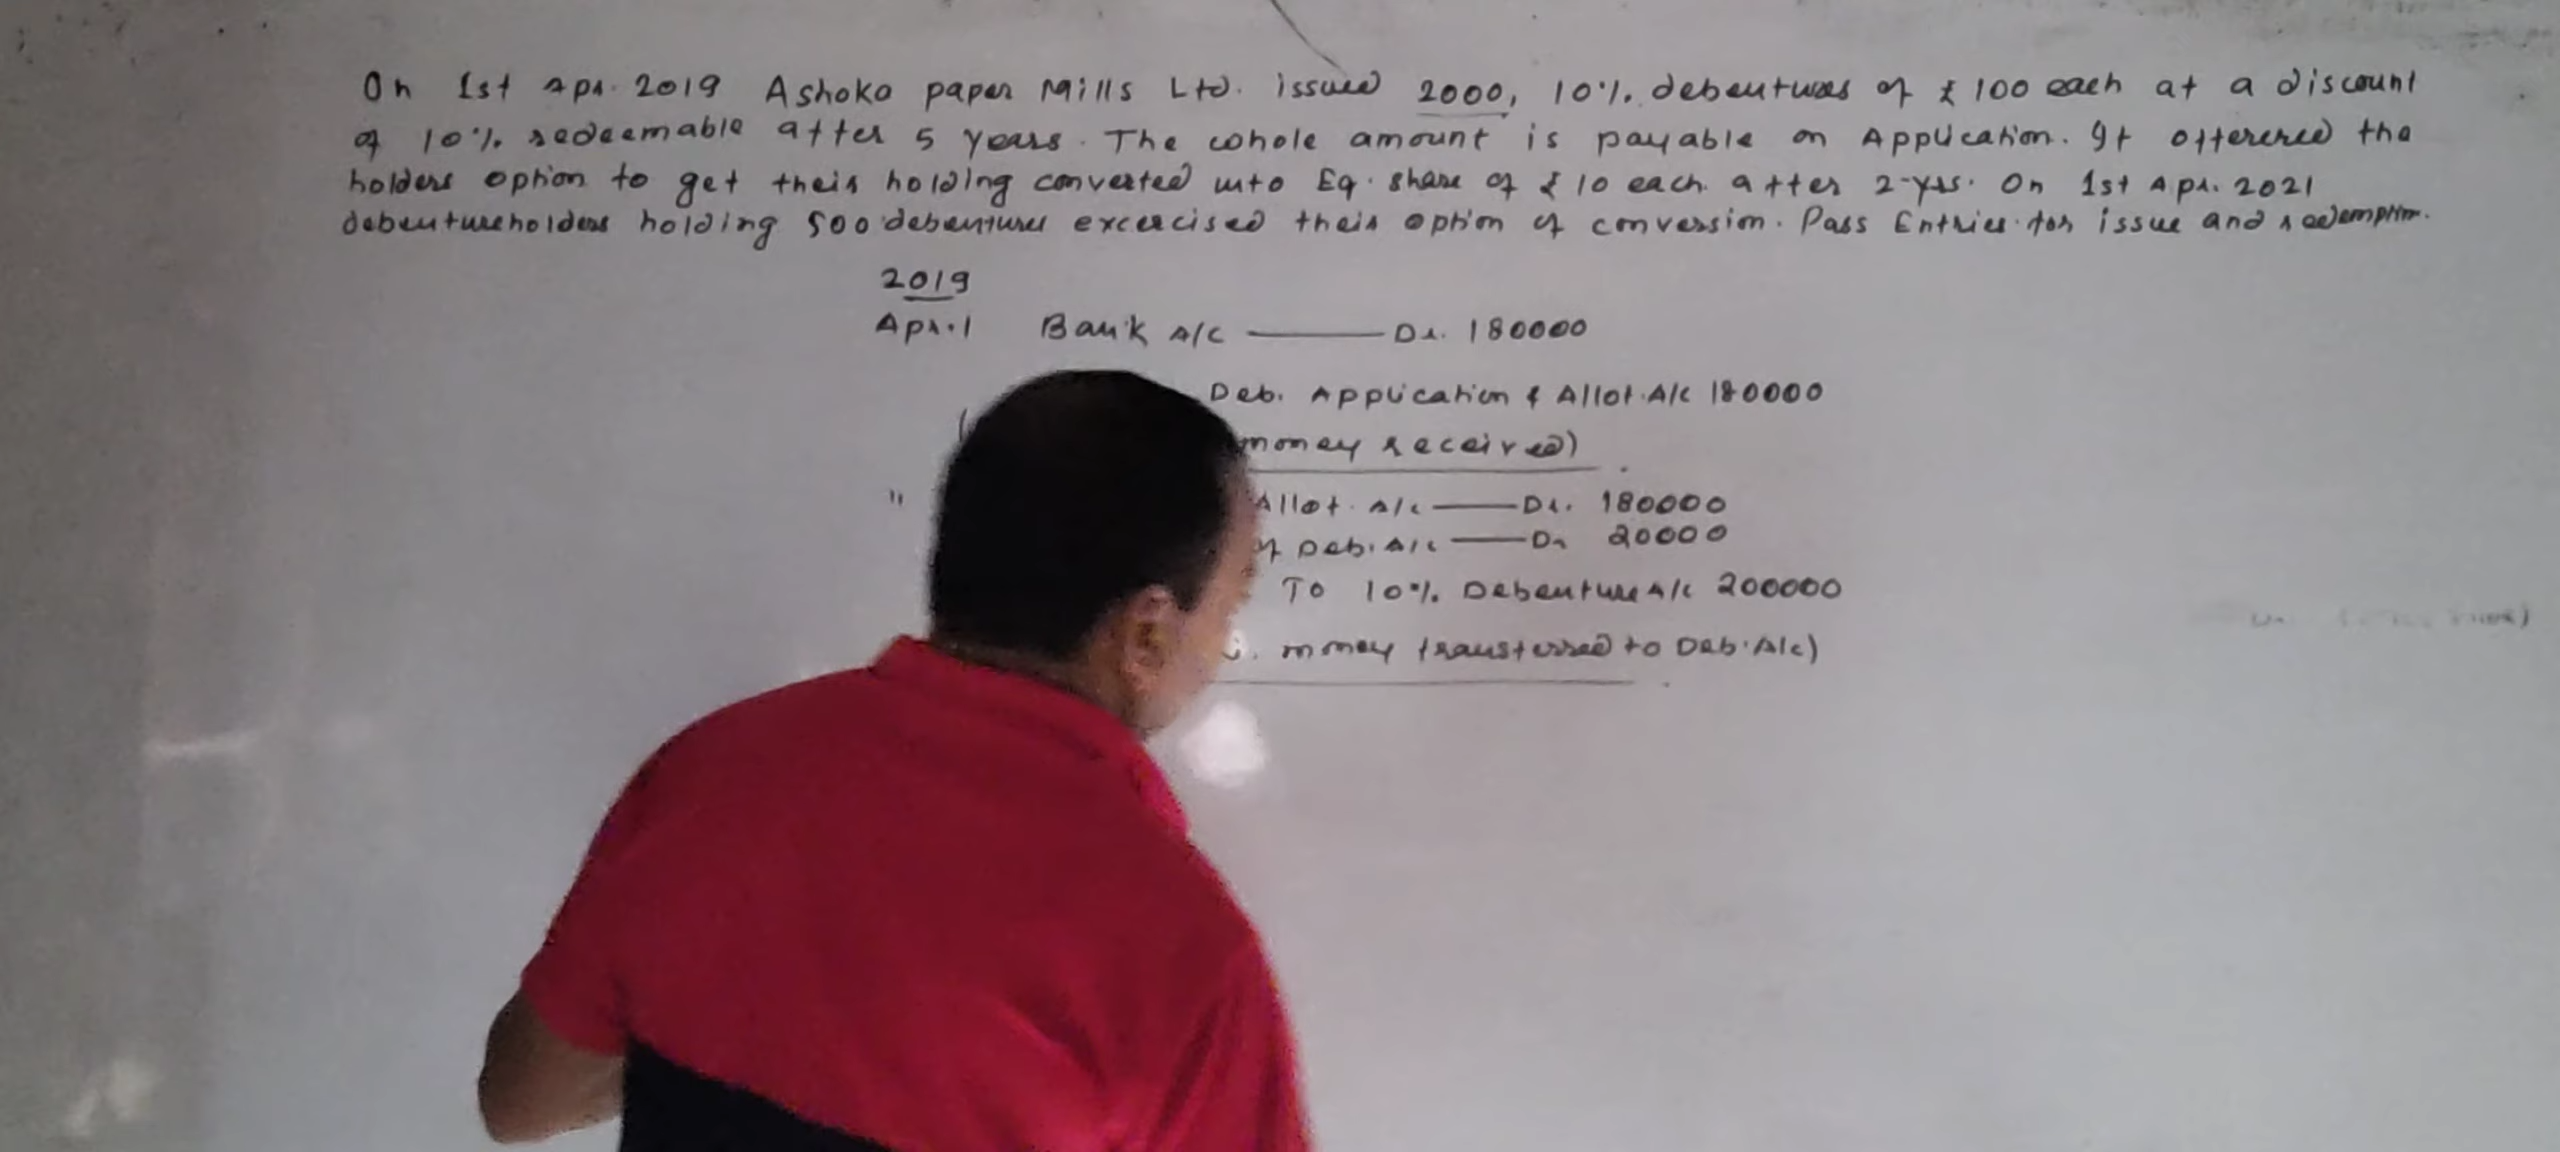 On 1st Apr. 2019 Ashoka paper Mills Ltd. issued 2000, 10%. debentures of ₹ 100 each at a discount
of 10%. redeemable after 5 years. The whole amount is payable on Application. It offerered the
holders option to get their holding converted into Eq. share of ₹ 10 each after 2-yrs. On 1st Apr. 2021
debentureholders holding 500 debentures excercised their option of conversion. Pass Entries for issue and redemption.
2019
Apr.1 Bank A/c —— Dr. 180000
Deb. Application & Allot. A/c 180000
money received)
" Allot. A/c —— Dr. 180000
of Deb. A/c —— Dr 20000
To 10%. Debenture A/c 200000
money transferred to Deb. A/c)